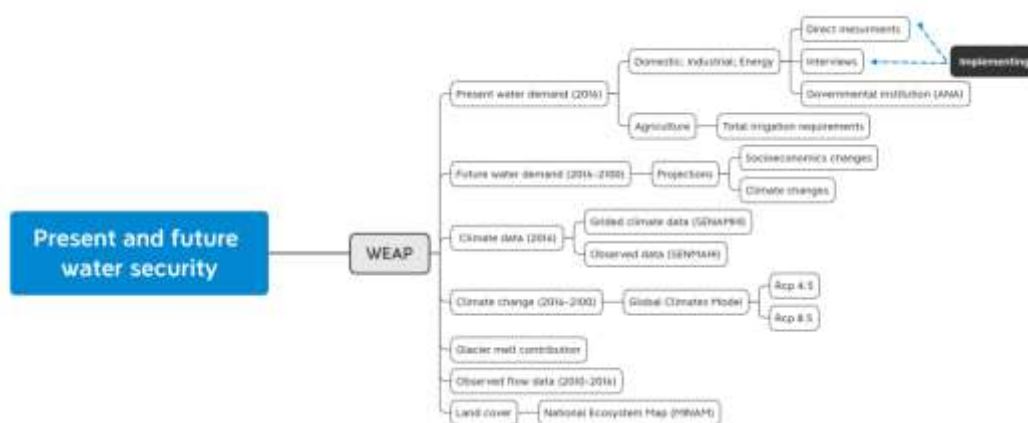 Direct mesurments
Domestic; Industrial; Energy
Interviews
Implementing
Present water demand (2016)
Governmental institution (ANA)
Agriculture
Total irrigation requirements
Socioeconomics changes
Future water demand (2016-2100)
Projections
Climate changes
Present and future
water security
WEAP
Climate data (2016)
Grided climate data (SENAMHI)
Observed data (SENMAHI)
Climate change (2016-2100)
Global Climates Model
Rcp 4.5
Rcp 8.5
Glacier melt contribution
Observed flow data (2010-2016)
Land cover
National Ecosystem Map (MINAM)